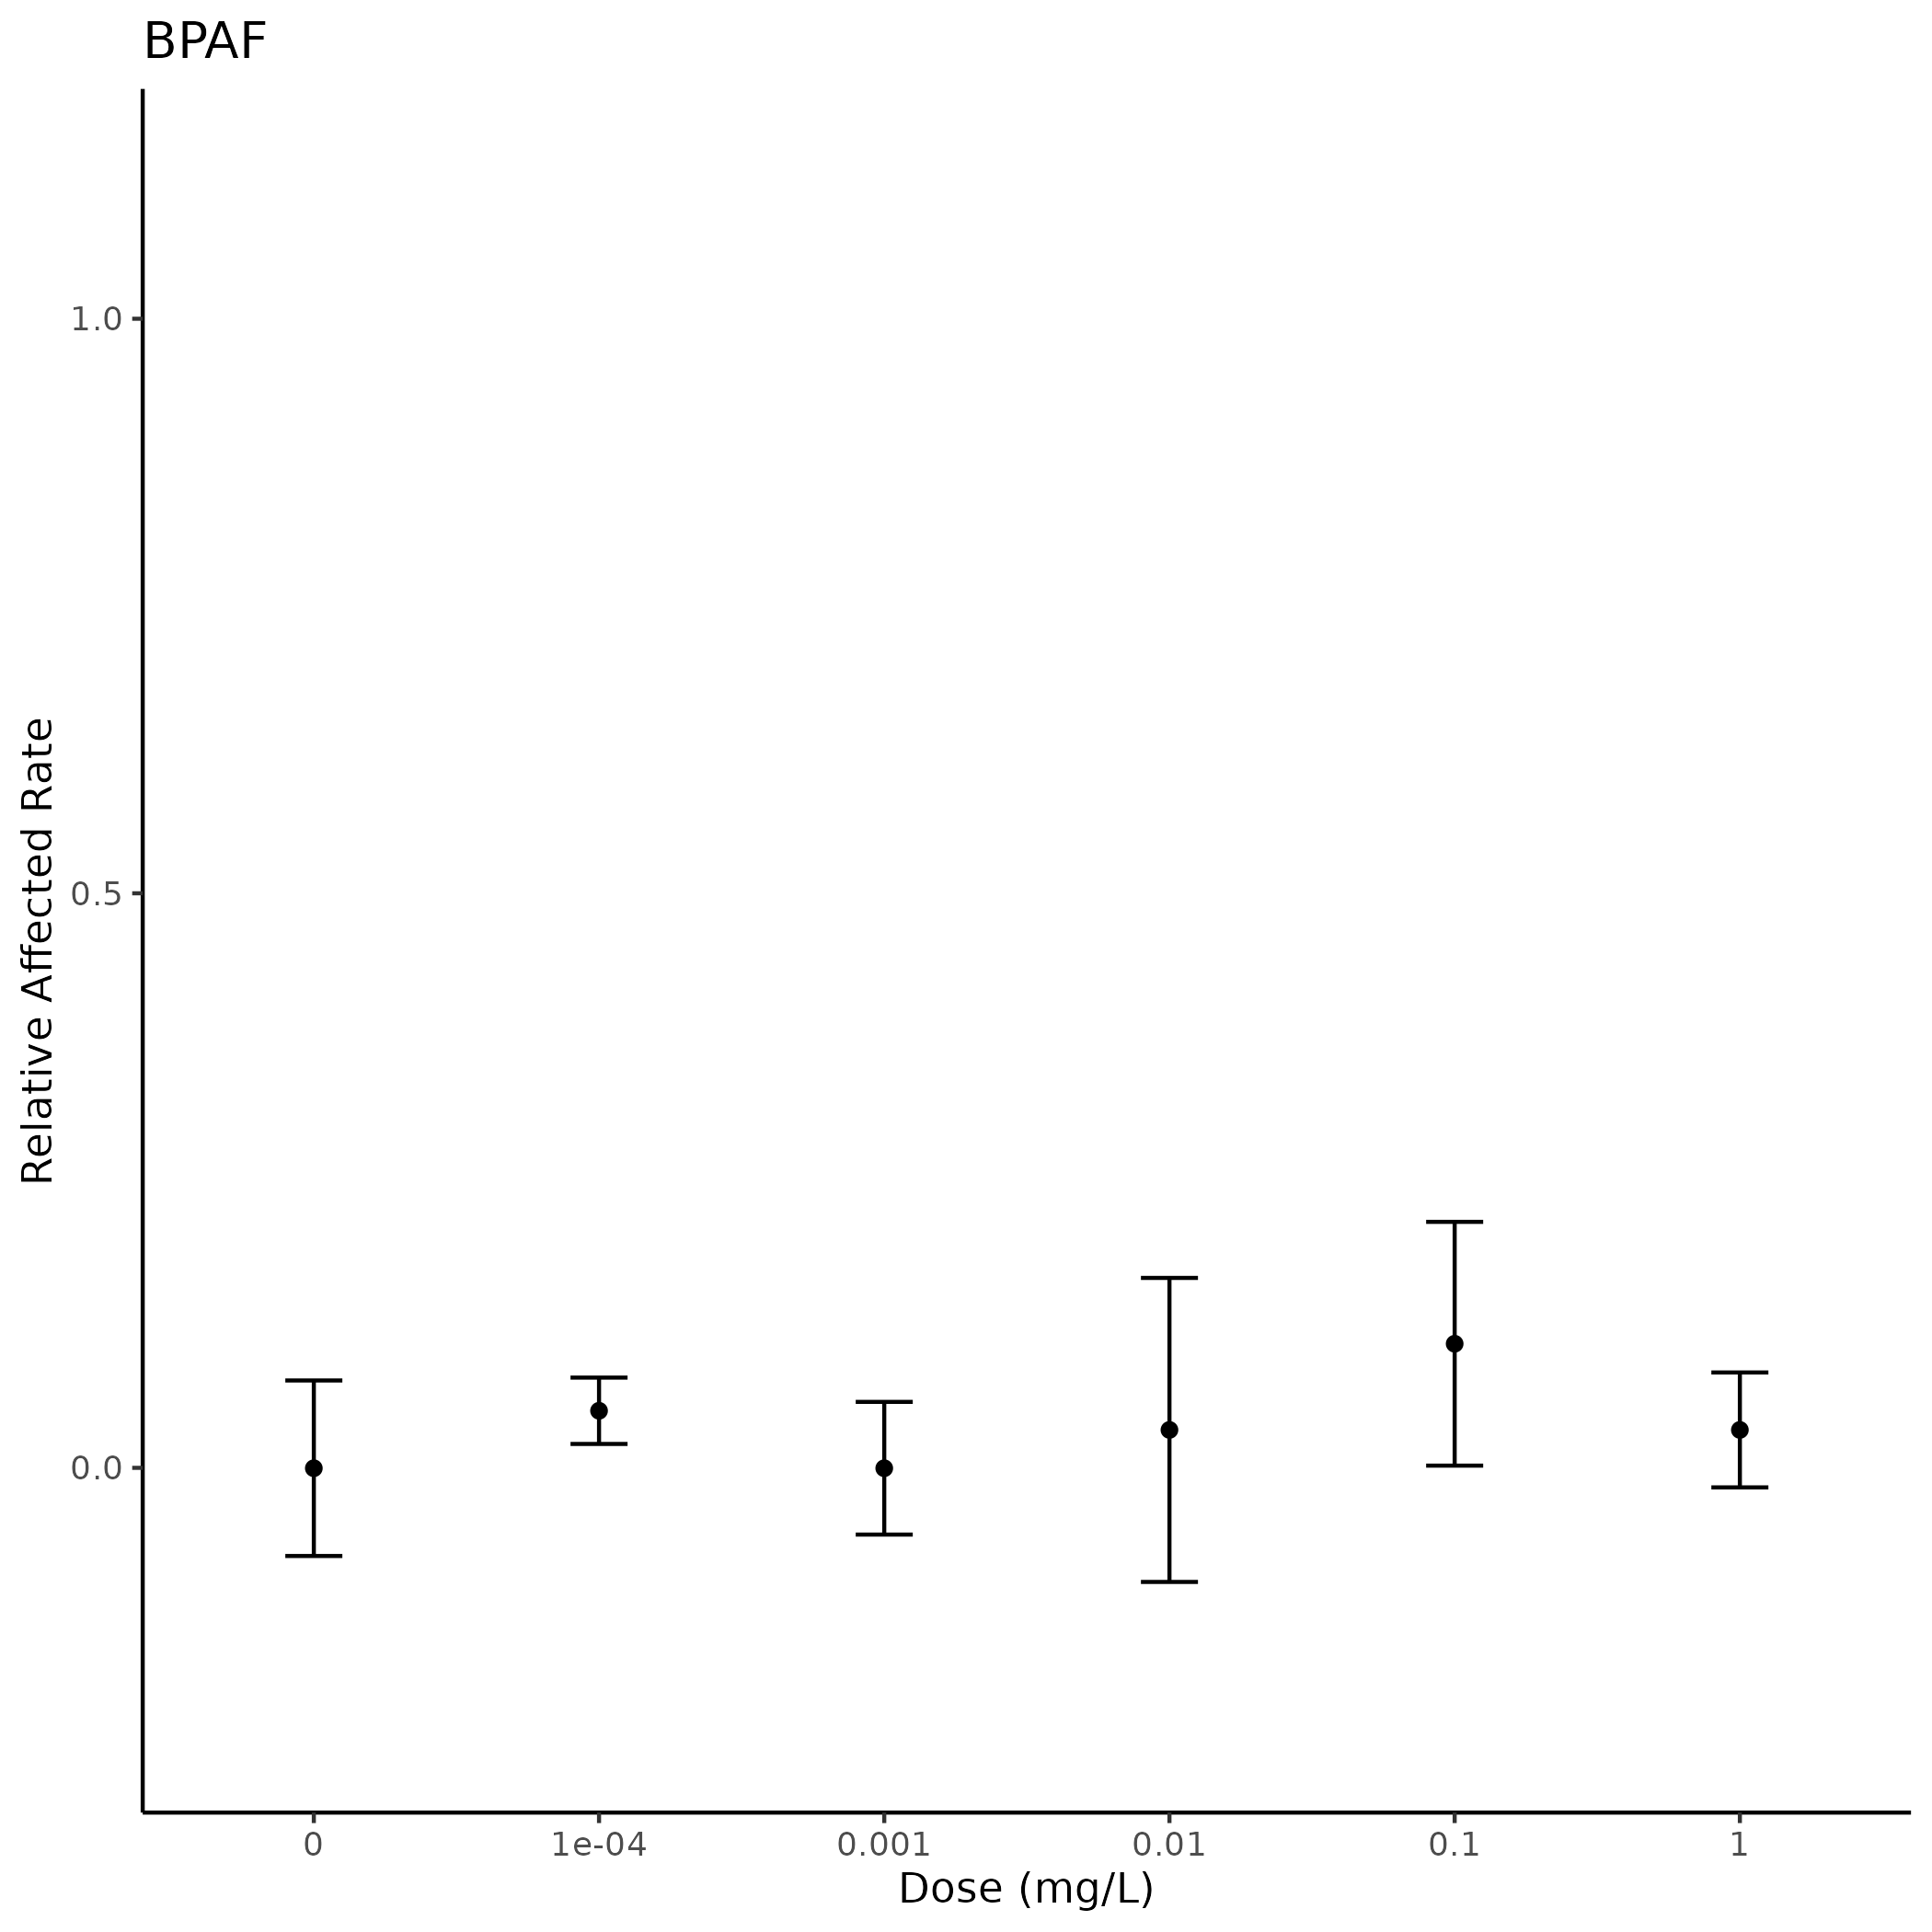 BPAF
Relative Affected Rate
1.0
0.5
0.0
0 1e-04 0.001 0.01 0.1 1
Dose (mg/L)